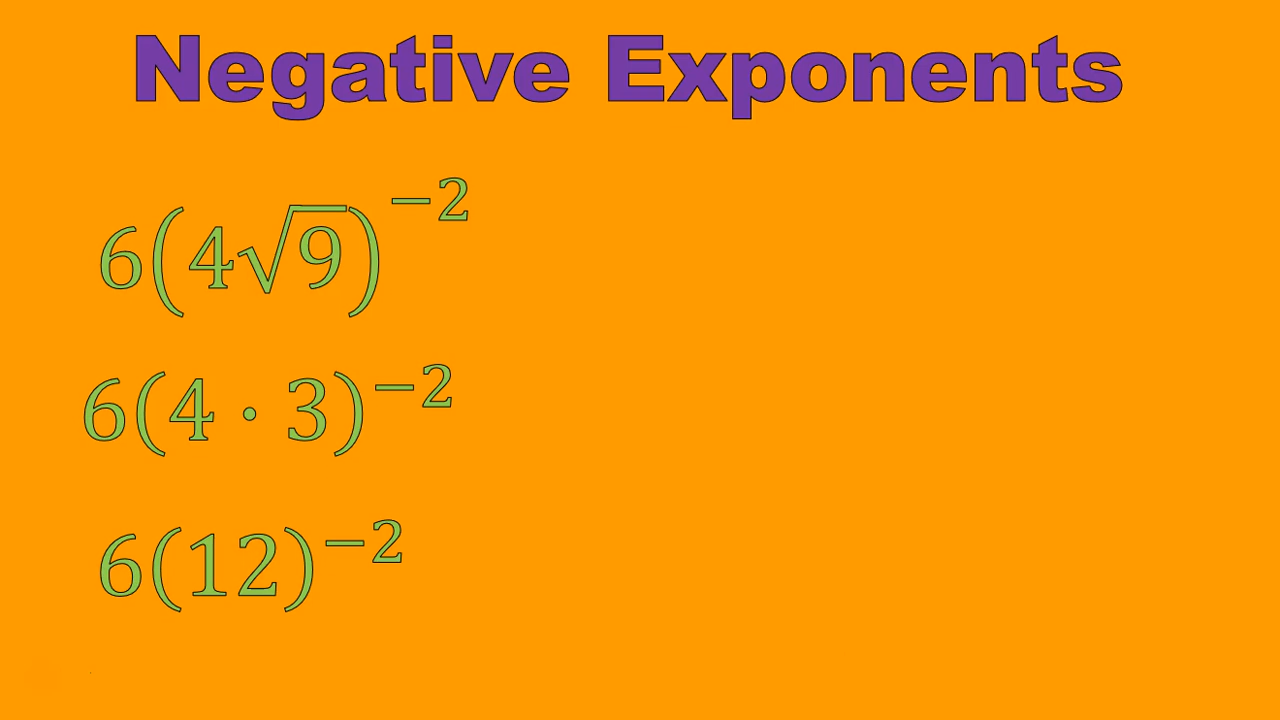 Negative Exponents
6(4√9)⁻²
6(4 · 3)⁻²
6(12)⁻²